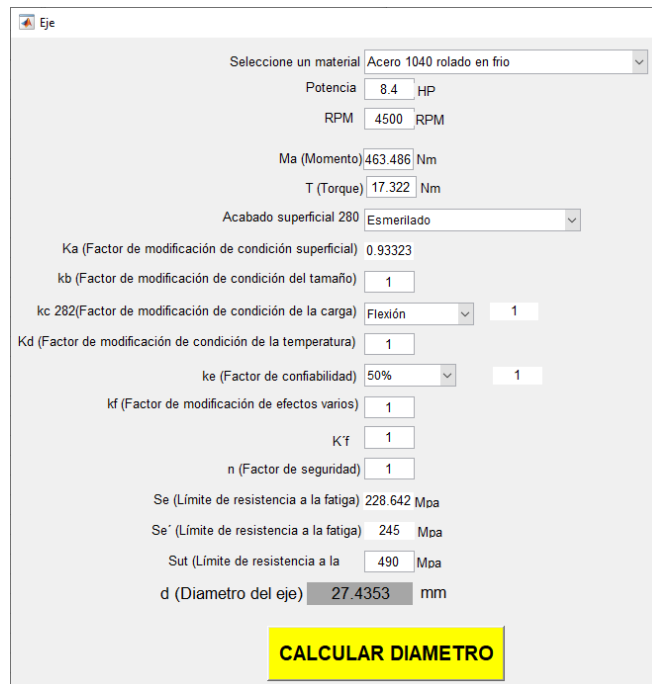 Eje
Seleccione un material Acero 1040 rolado en frio
Potencia 8.4 HP
RPM 4500 RPM
Ma (Momento) 463.486 Nm
T (Torque) 17.322 Nm
Acabado superficial 280 Esmerilado
Ka (Factor de modificación de condición superficial) 0.93323
kb (Factor de modificación de condición del tamaño) 1
kc 282(Factor de modificación de condición de la carga) Flexión 1
Kd (Factor de modificación de condición de la temperatura) 1
ke (Factor de confiabilidad) 50% 1
kf (Factor de modificación de efectos varios) 1
K´f 1
n (Factor de seguridad) 1
Se (Límite de resistencia a la fatiga) 228.642 Mpa
Se´ (Límite de resistencia a la fatiga) 245 Mpa
Sut (Límite de resistencia a la 490 Mpa
d (Diametro del eje) 27.4353 mm
CALCULAR DIAMETRO